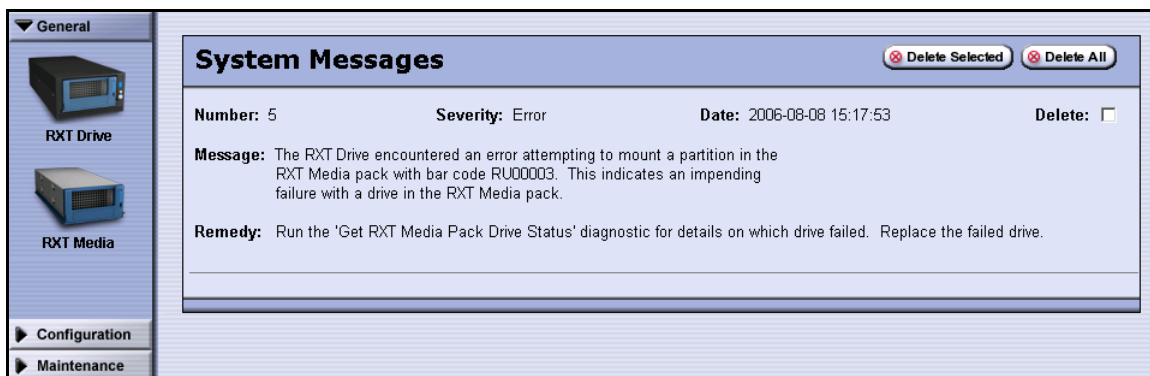 General
RXT Drive
RXT Media
Configuration
Maintenance
System Messages
Delete Selected
Delete All
Number: 5 Severity: Error Date: 2006-08-08 15:17:53 Delete:
Message: The RXT Drive encountered an error attempting to mount a partition in the
RXT Media pack with bar code RU00003. This indicates an impending
failure with a drive in the RXT Media pack.
Remedy: Run the 'Get RXT Media Pack Drive Status' diagnostic for details on which drive failed. Replace the failed drive.